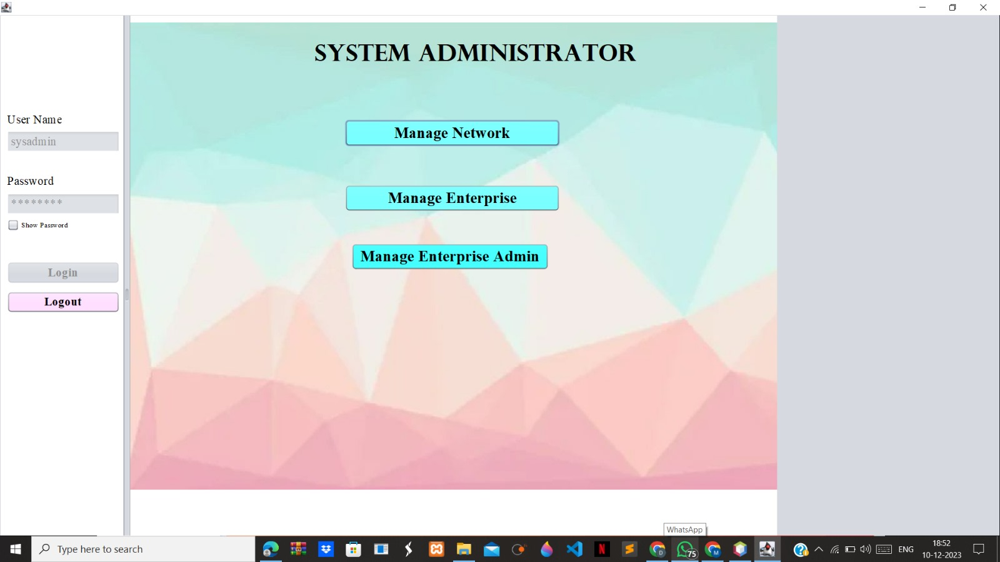 SYSTEM ADMINISTRATOR
User Name
sysadmin
Password
********
Show Password
Login
Logout
Manage Network
Manage Enterprise
Manage Enterprise Admin
WhatsApp
Type here to search
N
D
75
M
ENG
18:52
10-12-2023